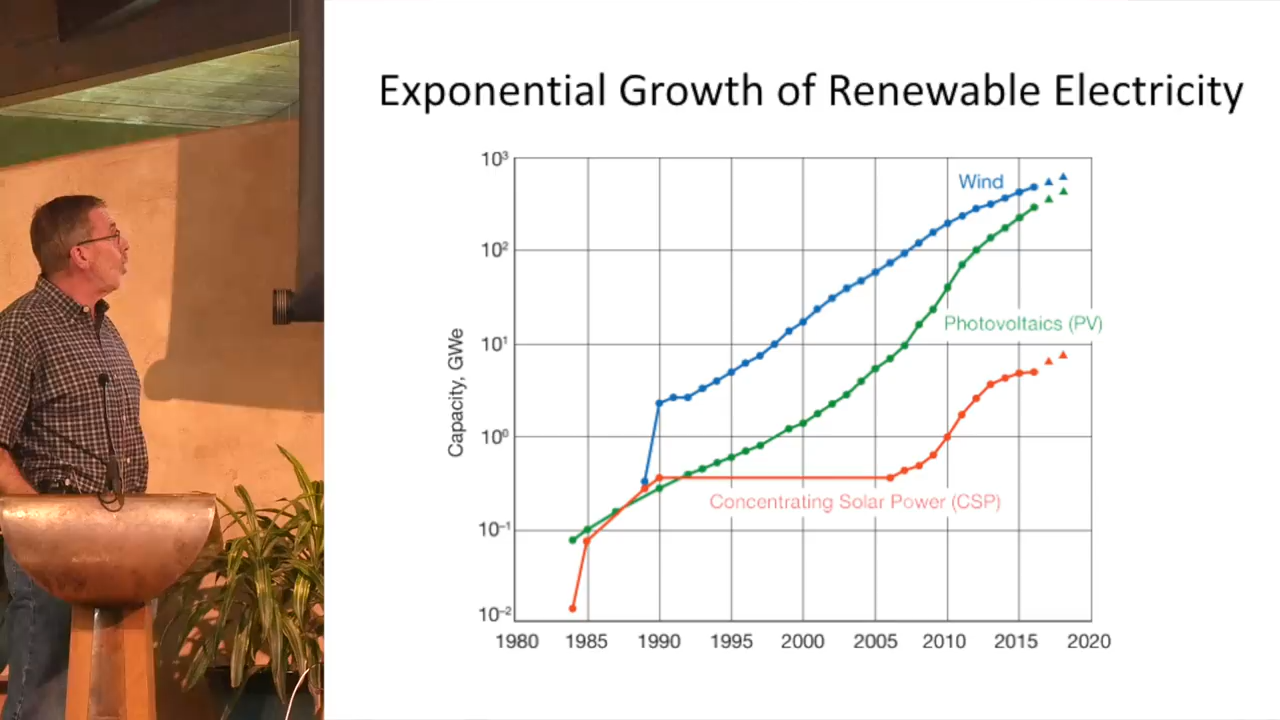 Exponential Growth of Renewable Electricity
10³
10²
10¹
10⁰
10⁻¹
10⁻²
Capacity, GWe
Wind
Photovoltaics (PV)
Concentrating Solar Power (CSP)
1980 1985 1990 1995 2000 2005 2010 2015 2020